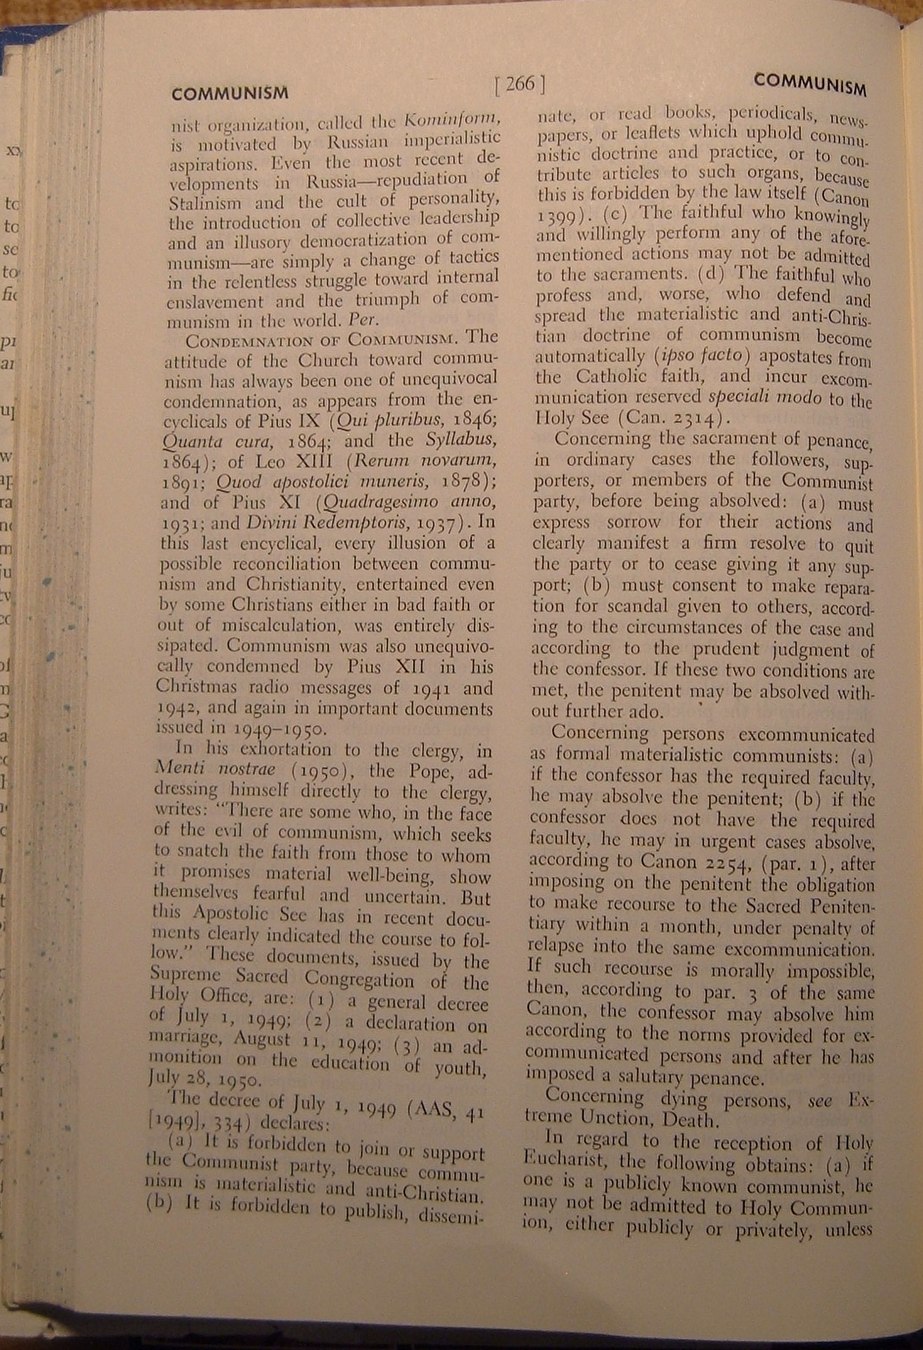 COMMUNISM
[ 266 ]
COMMUNISM
nist organization, called the Kominform,
is motivated by Russian imperialistic
aspirations. Even the most recent de-
velopments in Russia—repudiation of
Stalinism and the cult of personality,
the introduction of collective leadership
and an illusory democratization of com-
munism—are simply a change of tactics
in the relentless struggle toward internal
enslavement and the triumph of com-
munism in the world. Per.
CONDEMNATION OF COMMUNISM. The
attitude of the Church toward commu-
nism has always been one of unequivocal
condemnation, as appears from the en-
cyclicals of Pius IX (Qui pluribus, 1846;
Quanta cura, 1864; and the Syllabus,
1864); of Leo XIII (Rerum novarum,
1891; Quod apostolici muneris, 1878);
and of Pius XI (Quadragesimo anno,
1931; and Divini Redemptoris, 1937). In
this last encyclical, every illusion of a
possible reconciliation between commu-
nism and Christianity, entertained even
by some Christians either in bad faith or
out of miscalculation, was entirely dis-
sipated. Communism was also unequivo-
cally condemned by Pius XII in his
Christmas radio messages of 1941 and
1942, and again in important documents
issued in 1949–1950.
In his exhortation to the clergy, in
Menti nostrae (1950), the Pope, ad-
dressing himself directly to the clergy,
writes: "There are some who, in the face
of the evil of communism, which seeks
to snatch the faith from those to whom
it promises material well-being, show
themselves fearful and uncertain. But
this Apostolic See has in recent docu-
ments clearly indicated the course to fol-
low." These documents, issued by the
Supreme Sacred Congregation of the
Holy Office, are: (1) a general decree
of July 1, 1949; (2) a declaration on
marriage, August 11, 1949; (3) an ad-
monition on the education of youth,
July 28, 1950.
The decree of July 1, 1949 (AAS, 41
[1949], 334) declares:
(a) It is forbidden to join or support
the Communist party, because commu-
nism is materialistic and anti-Christian.
(b) It is forbidden to publish, dissemi-
nate, or read books, periodicals, news-
papers, or leaflets which uphold commu-
nistic doctrine and practice, or to con-
tribute articles to such organs, because
this is forbidden by the law itself (Canon
1399). (c) The faithful who knowingly
and willingly perform any of the afore-
mentioned actions may not be admitted
to the sacraments. (d) The faithful who
profess and, worse, who defend and
spread the materialistic and anti-Chris-
tian doctrine of communism become
automatically (ipso facto) apostates from
the Catholic faith, and incur excom-
munication reserved speciali modo to the
Holy See (Can. 2314).
Concerning the sacrament of penance,
in ordinary cases the followers, sup-
porters, or members of the Communist
party, before being absolved: (a) must
express sorrow for their actions and
clearly manifest a firm resolve to quit
the party or to cease giving it any sup-
port; (b) must consent to make repara-
tion for scandal given to others, accord-
ing to the circumstances of the case and
according to the prudent judgment of
the confessor. If these two conditions are
met, the penitent may be absolved with-
out further ado.
Concerning persons excommunicated
as formal materialistic communists: (a)
if the confessor has the required faculty,
he may absolve the penitent; (b) if the
confessor does not have the required
faculty, he may in urgent cases absolve,
according to Canon 2254, (par. 1), after
imposing on the penitent the obligation
to make recourse to the Sacred Peniten-
tiary within a month, under penalty of
relapse into the same excommunication.
If such recourse is morally impossible,
then, according to par. 3 of the same
Canon, the confessor may absolve him
according to the norms provided for ex-
communicated persons and after he has
imposed a salutary penance.
Concerning dying persons, see Ex-
treme Unction, Death.
In regard to the reception of Holy
Eucharist, the following obtains: (a) if
one is a publicly known communist, he
may not be admitted to Holy Commun-
ion, either publicly or privately, unless